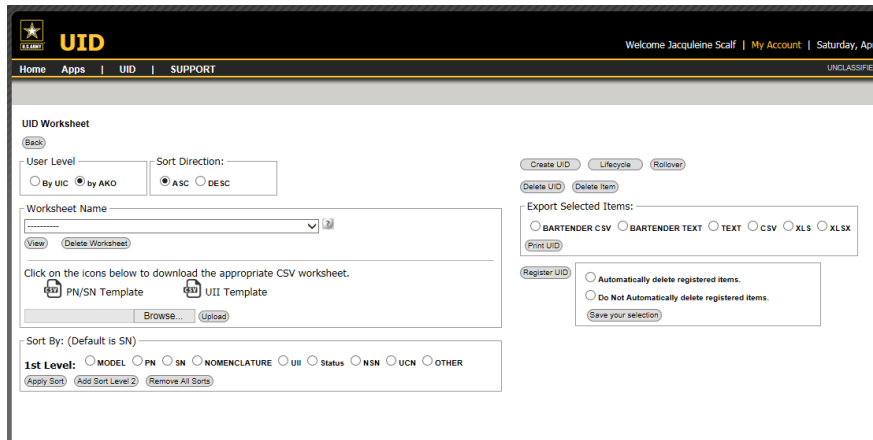 U.S.ARMY
UID
Welcome Jacquleine Scalf | My Account | Saturday, Ap
Home Apps | UID | SUPPORT
UNCLASSIFIE
UID Worksheet
Back
User Level
By UIC by AKO
Sort Direction:
ASC DESC
Worksheet Name
----------
View Delete Worksheet
Click on the icons below to download the appropriate CSV worksheet.
CSV PN/SN Template CSV UII Template
Browse... Upload
Sort By: (Default is SN)
1st Level: MODEL PN SN NOMENCLATURE UII Status NSN UCN OTHER
Apply Sort Add Sort Level 2 Remove All Sorts
Create UID Lifecycle Rollover
Delete UID Delete Item
Export Selected Items:
BARTENDER CSV BARTENDER TEXT TEXT CSV XLS XLSX
Print UID
Register UID
Automatically delete registered items.
Do Not Automatically delete registered items.
Save your selection